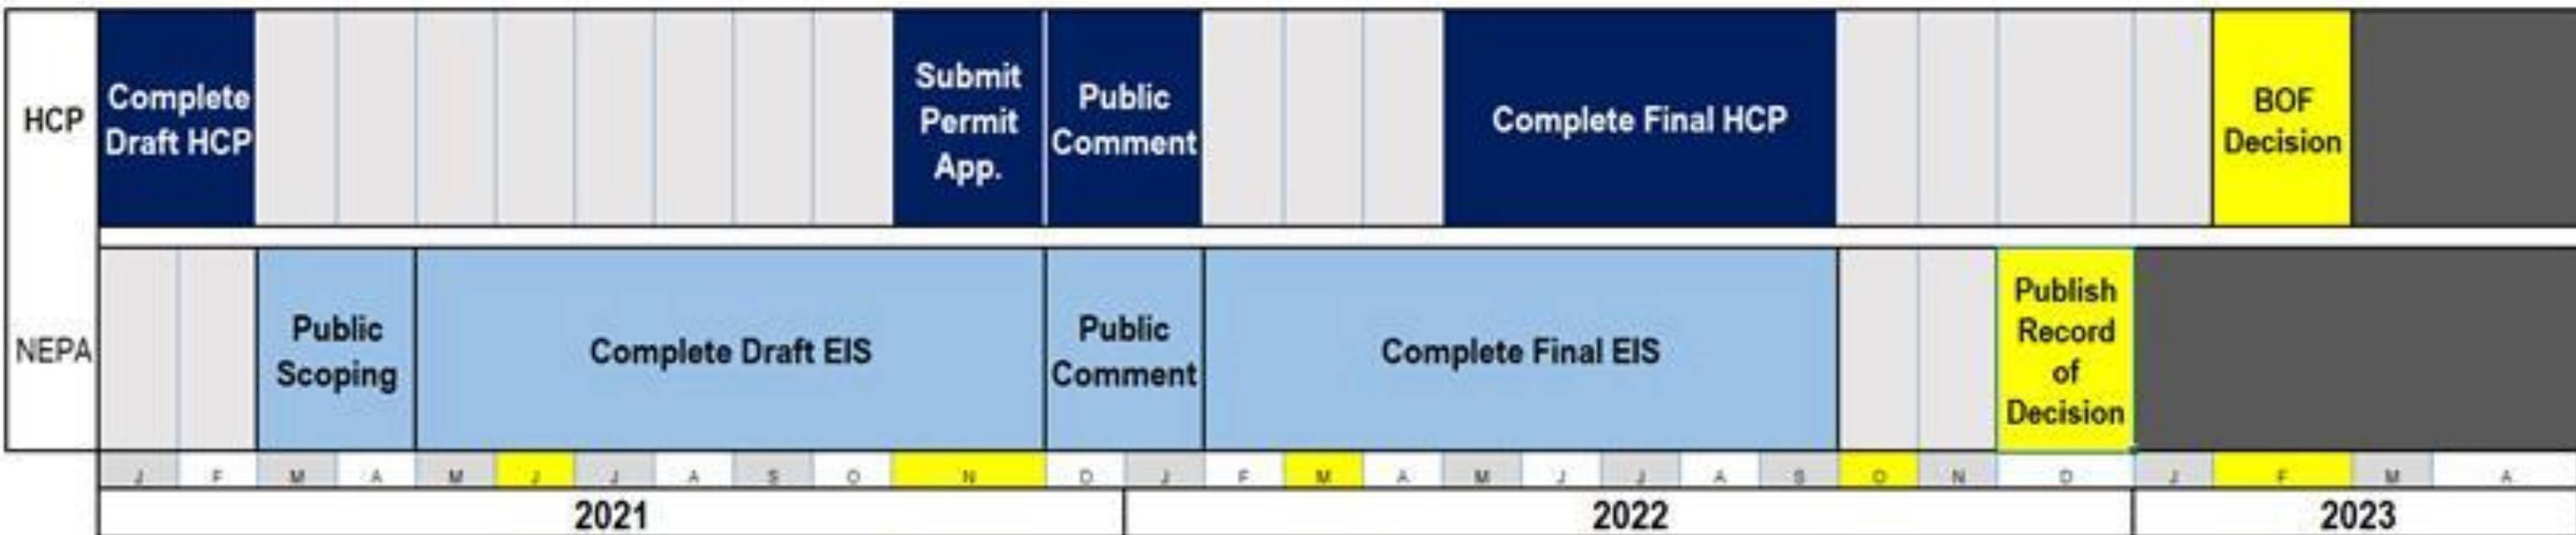 HCP
Complete
Draft HCP
Submit
Permit
App.
Public
Comment
Complete Final HCP
BOF
Decision
NEPA
Public
Scoping
Complete Draft EIS
Public
Comment
Complete Final EIS
Publish
Record
of
Decision
J F M A M J J A S O N D J F M A M J J A S O N D J F M A
2021 2022 2023